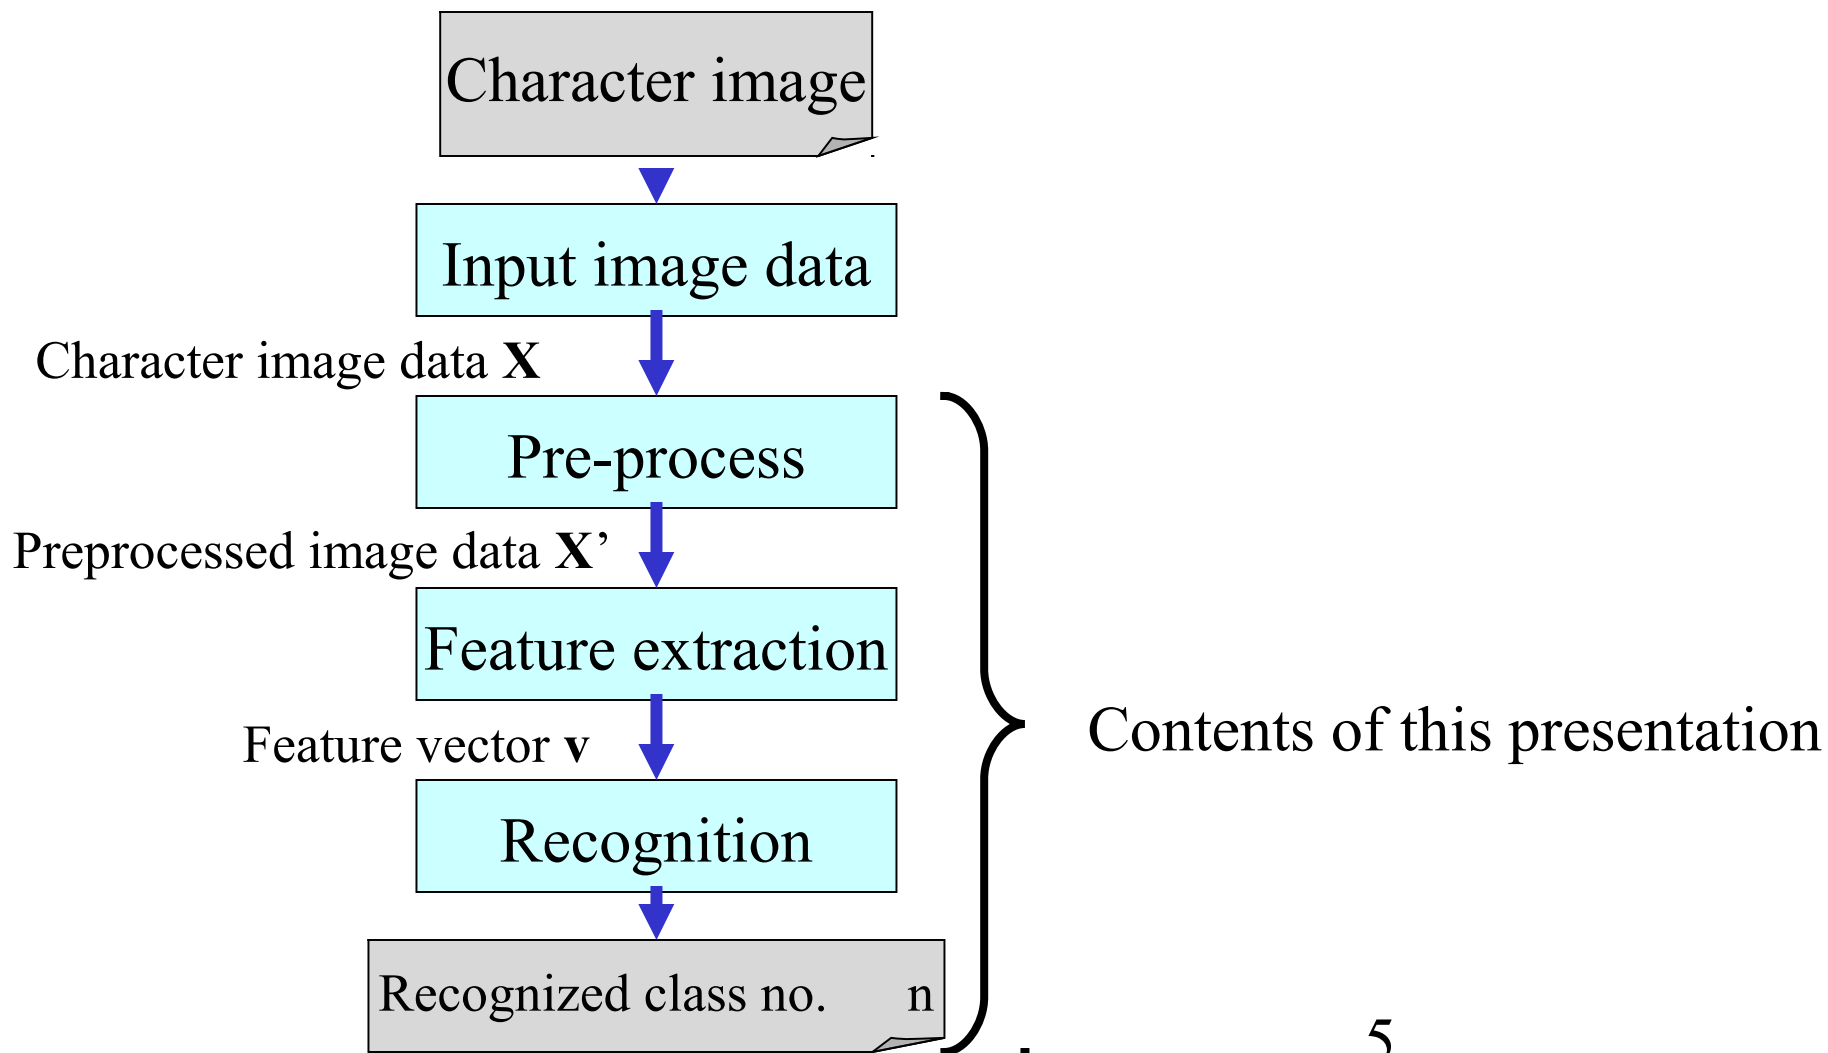 Character image
Input image data
Character image data X
Pre-process
Preprocessed image data X’
Feature extraction
Feature vector v
Contents of this presentation
Recognition
Recognized class no. n
5